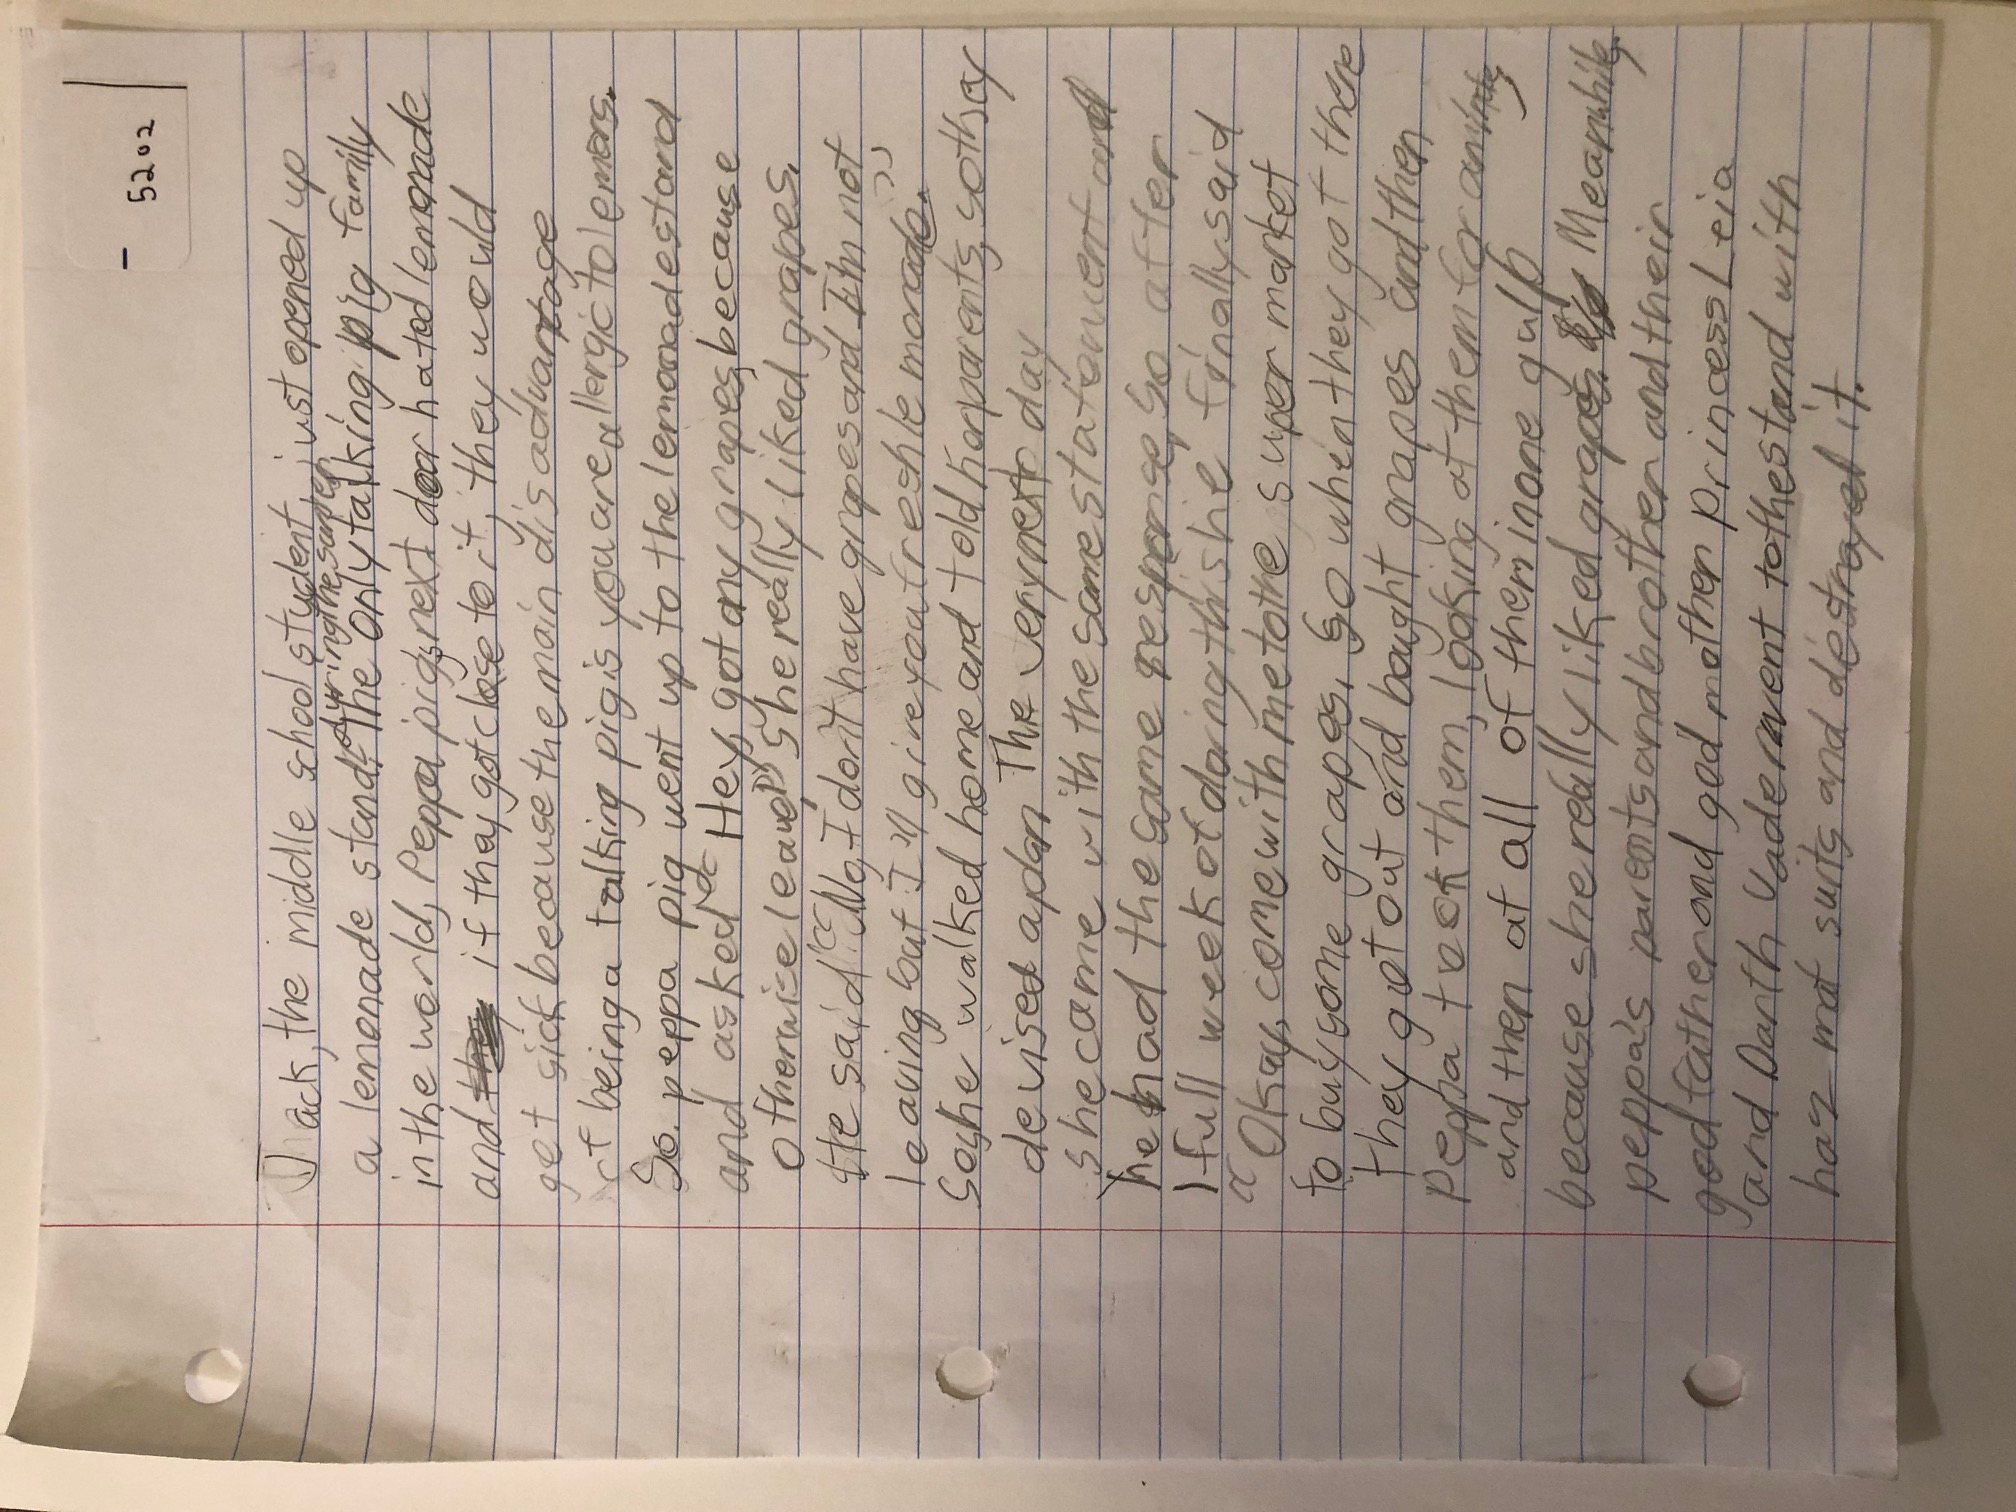 5202
Jack, the middle school student, just opened up
during the
a lemonade stand. The only talking pig family
in the world, Peppa pigs, next door hated lemonade
and if they got close to it, they would
get sick because the main disadvantage
of being a talking pig is you are allergic to lemons.
So. peppa pig went up to the lemonade stand
and asked "Hey, got any grapes, because
otherwise leave?" She really liked grapes.
He said "No, I don't have grapes and I'm not
leaving but I'll give you fresh lemonade."
So she walked home and told her parents, so they
devised a plan The very next day
she came with the same statement and
he had the same response, So, after
1 full week of doing this he finally said
"Okay, come with me to the super market
to buy some grapes. So when they got there
they got out and bought grapes and then
Peppa took them, looking at them for a minute,
and then at all of them in one gulp
because she really liked grapes. Meanwhile,
peppa's parents and brother and their
godfather and god mother princess Leia
and Darth Vader went to the stand with
haz mat suits and destroyed it.